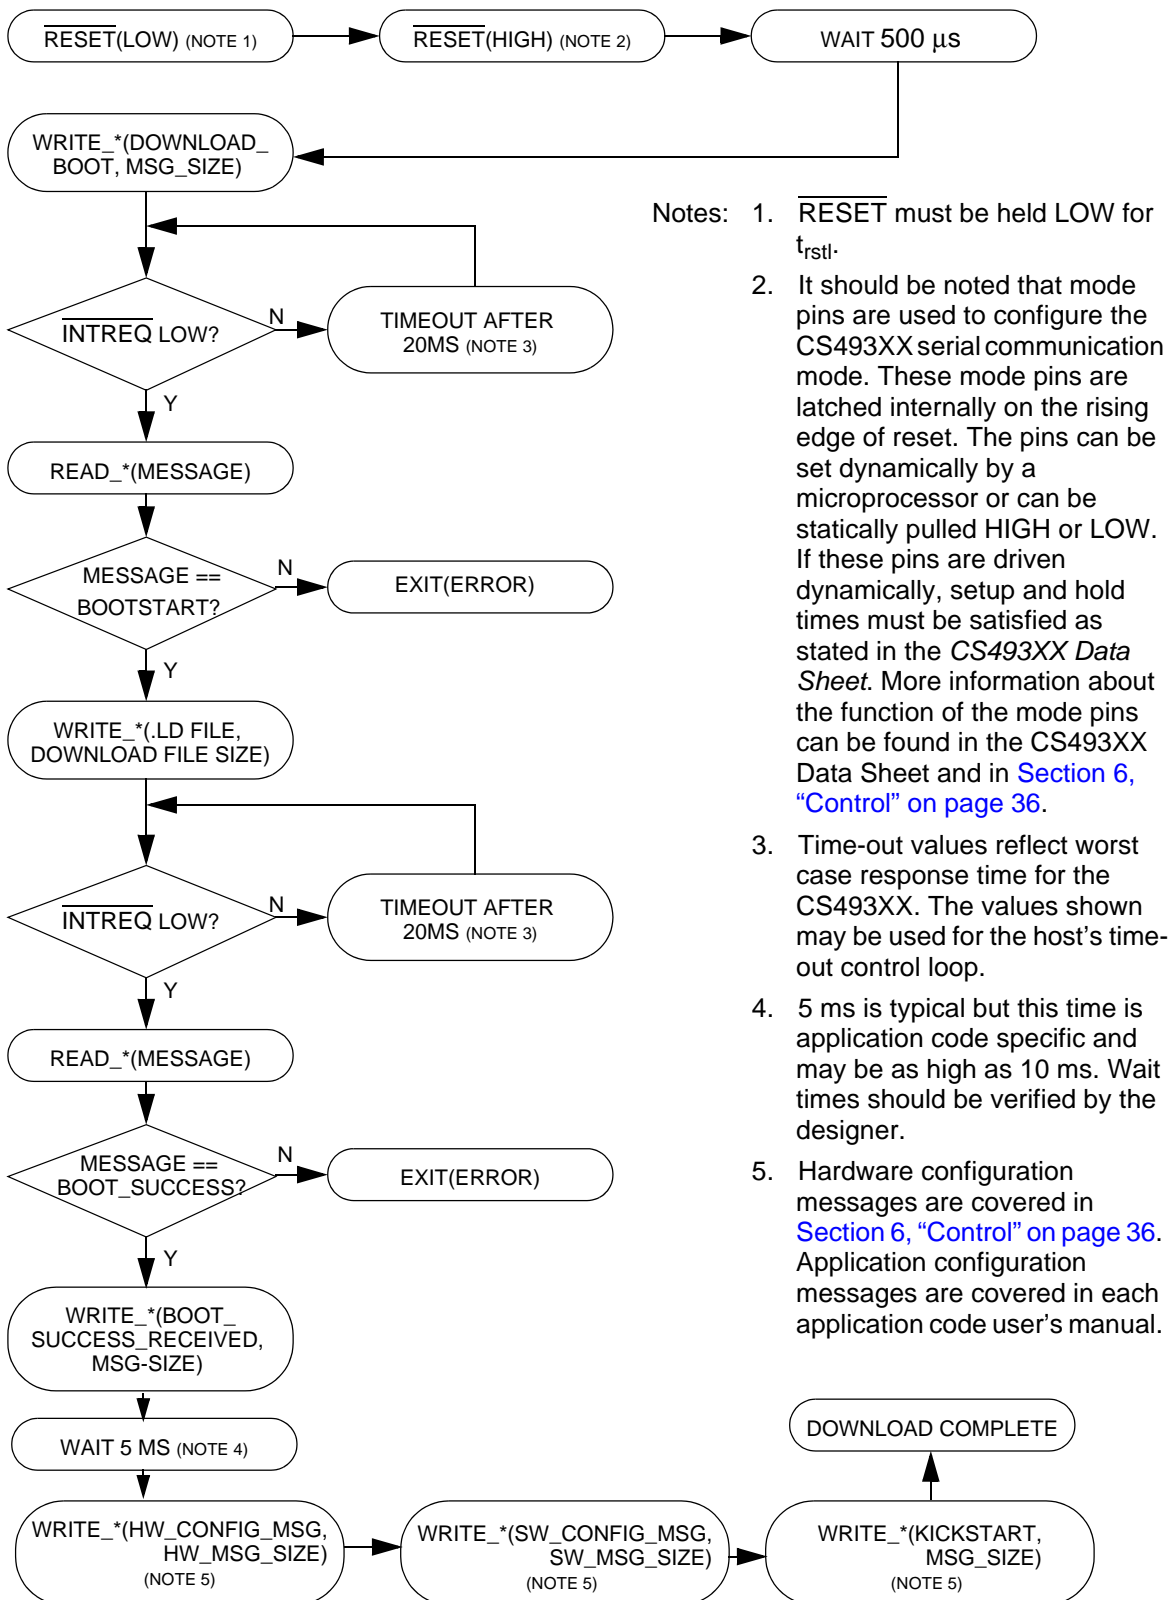 RESET(LOW) (NOTE 1)
RESET(HIGH) (NOTE 2)
WAIT 500 µs
WRITE_*(DOWNLOAD_
BOOT, MSG_SIZE)
INTREQ LOW?
N
TIMEOUT AFTER
20MS (NOTE 3)
Y
READ_*(MESSAGE)
MESSAGE ==
BOOTSTART?
N
EXIT(ERROR)
Y
WRITE_*(.LD FILE,
DOWNLOAD FILE SIZE)
INTREQ LOW?
N
TIMEOUT AFTER
20MS (NOTE 3)
Y
READ_*(MESSAGE)
MESSAGE ==
BOOT_SUCCESS?
N
EXIT(ERROR)
Y
WRITE_*(BOOT_
SUCCESS_RECEIVED,
MSG-SIZE)
WAIT 5 MS (NOTE 4)
WRITE_*(HW_CONFIG_MSG,
HW_MSG_SIZE)
(NOTE 5)
WRITE_*(SW_CONFIG_MSG,
SW_MSG_SIZE)
(NOTE 5)
WRITE_*(KICKSTART,
MSG_SIZE)
(NOTE 5)
DOWNLOAD COMPLETE
Notes: 1. RESET must be held LOW for
trstl.
2. It should be noted that mode
pins are used to configure the
CS493XX serial communication
mode. These mode pins are
latched internally on the rising
edge of reset. The pins can be
set dynamically by a
microprocessor or can be
statically pulled HIGH or LOW.
If these pins are driven
dynamically, setup and hold
times must be satisfied as
stated in the CS493XX Data
Sheet. More information about
the function of the mode pins
can be found in the CS493XX
Data Sheet and in Section 6,
“Control” on page 36.
3. Time-out values reflect worst
case response time for the
CS493XX. The values shown
may be used for the host’s time-
out control loop.
4. 5 ms is typical but this time is
application code specific and
may be as high as 10 ms. Wait
times should be verified by the
designer.
5. Hardware configuration
messages are covered in
Section 6, “Control” on page 36.
Application configuration
messages are covered in each
application code user’s manual.